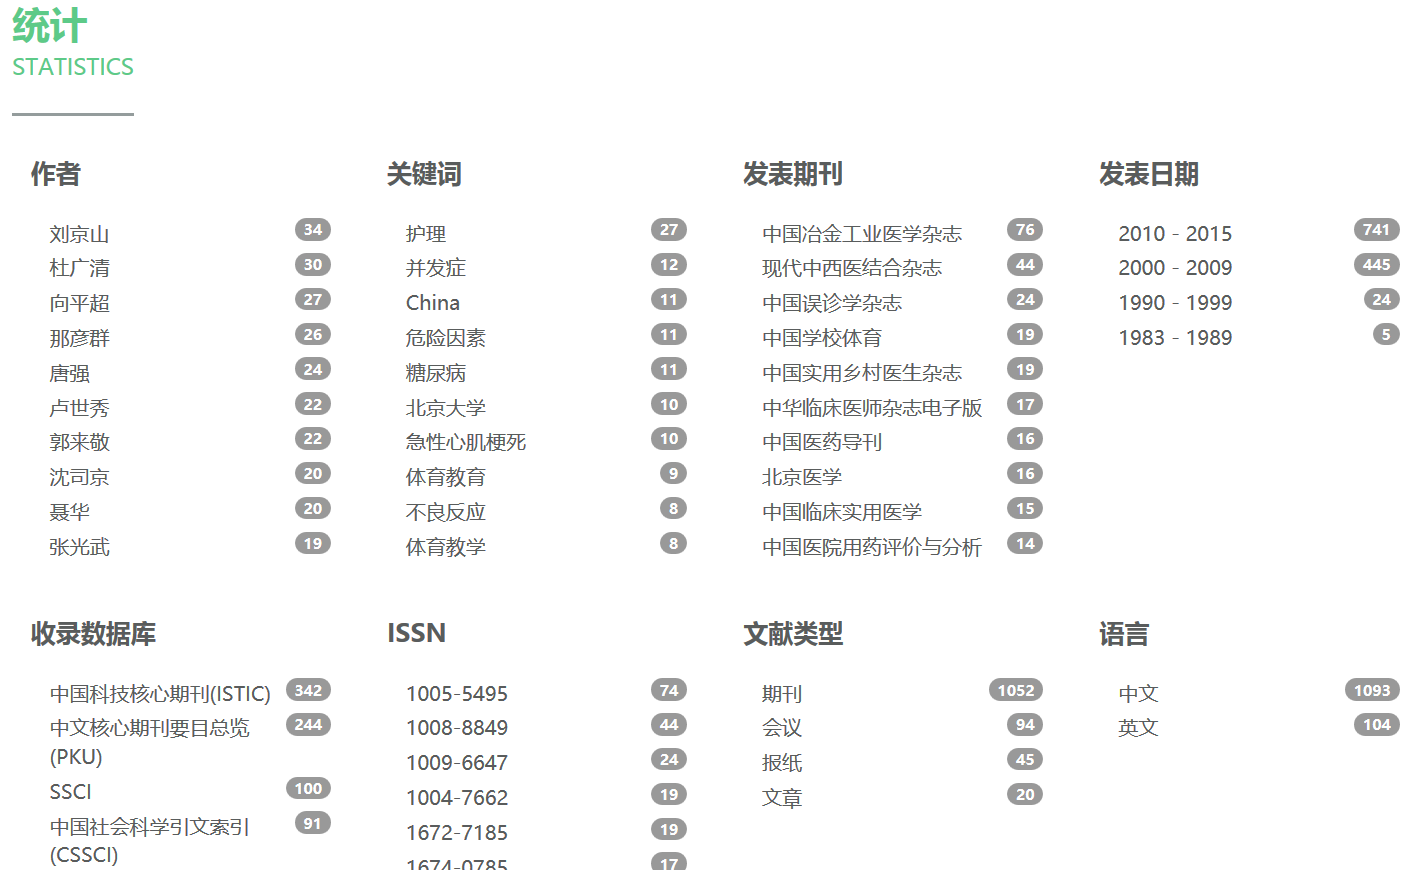 统计
STATISTICS
作者
刘京山 34
杜广清 30
向平超 27
那彦群 26
唐强 24
卢世秀 22
郭来敬 22
沈司京 20
聂华 20
张光武 19
关键词
护理 27
并发症 12
China 11
危险因素 11
糖尿病 11
北京大学 10
急性心肌梗死 10
体育教育 9
不良反应 8
体育教学 8
发表期刊
中国冶金工业医学杂志 76
现代中西医结合杂志 44
中国误诊学杂志 24
中国学校体育 19
中国实用乡村医生杂志 19
中华临床医师杂志电子版 17
中国医药导刊 16
北京医学 16
中国临床实用医学 15
中国医院用药评价与分析 14
发表日期
2010 - 2015 741
2000 - 2009 445
1990 - 1999 24
1983 - 1989 5
收录数据库
中国科技核心期刊(ISTIC) 342
中文核心期刊要目总览 244
(PKU)
SSCI 100
中国社会科学引文索引 91
(CSSCI)
ISSN
1005-5495 74
1008-8849 44
1009-6647 24
1004-7662 19
1672-7185 19
1674-0785 17
文献类型
期刊 1052
会议 94
报纸 45
文章 20
语言
中文 1093
英文 104